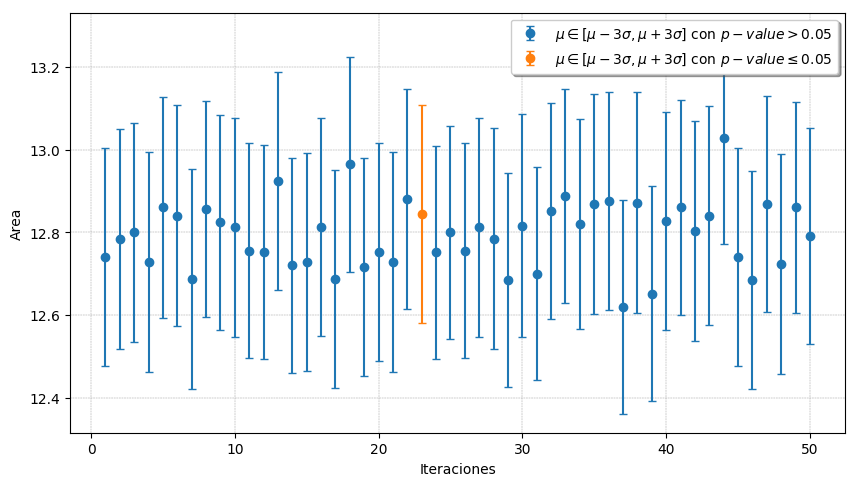 μ ∈ [μ − 3σ, μ + 3σ] con p − value > 0.05
μ ∈ [μ − 3σ, μ + 3σ] con p − value ≤ 0.05
Area
13.2
13.0
12.8
12.6
12.4
0 10 20 30 40 50
Iteraciones